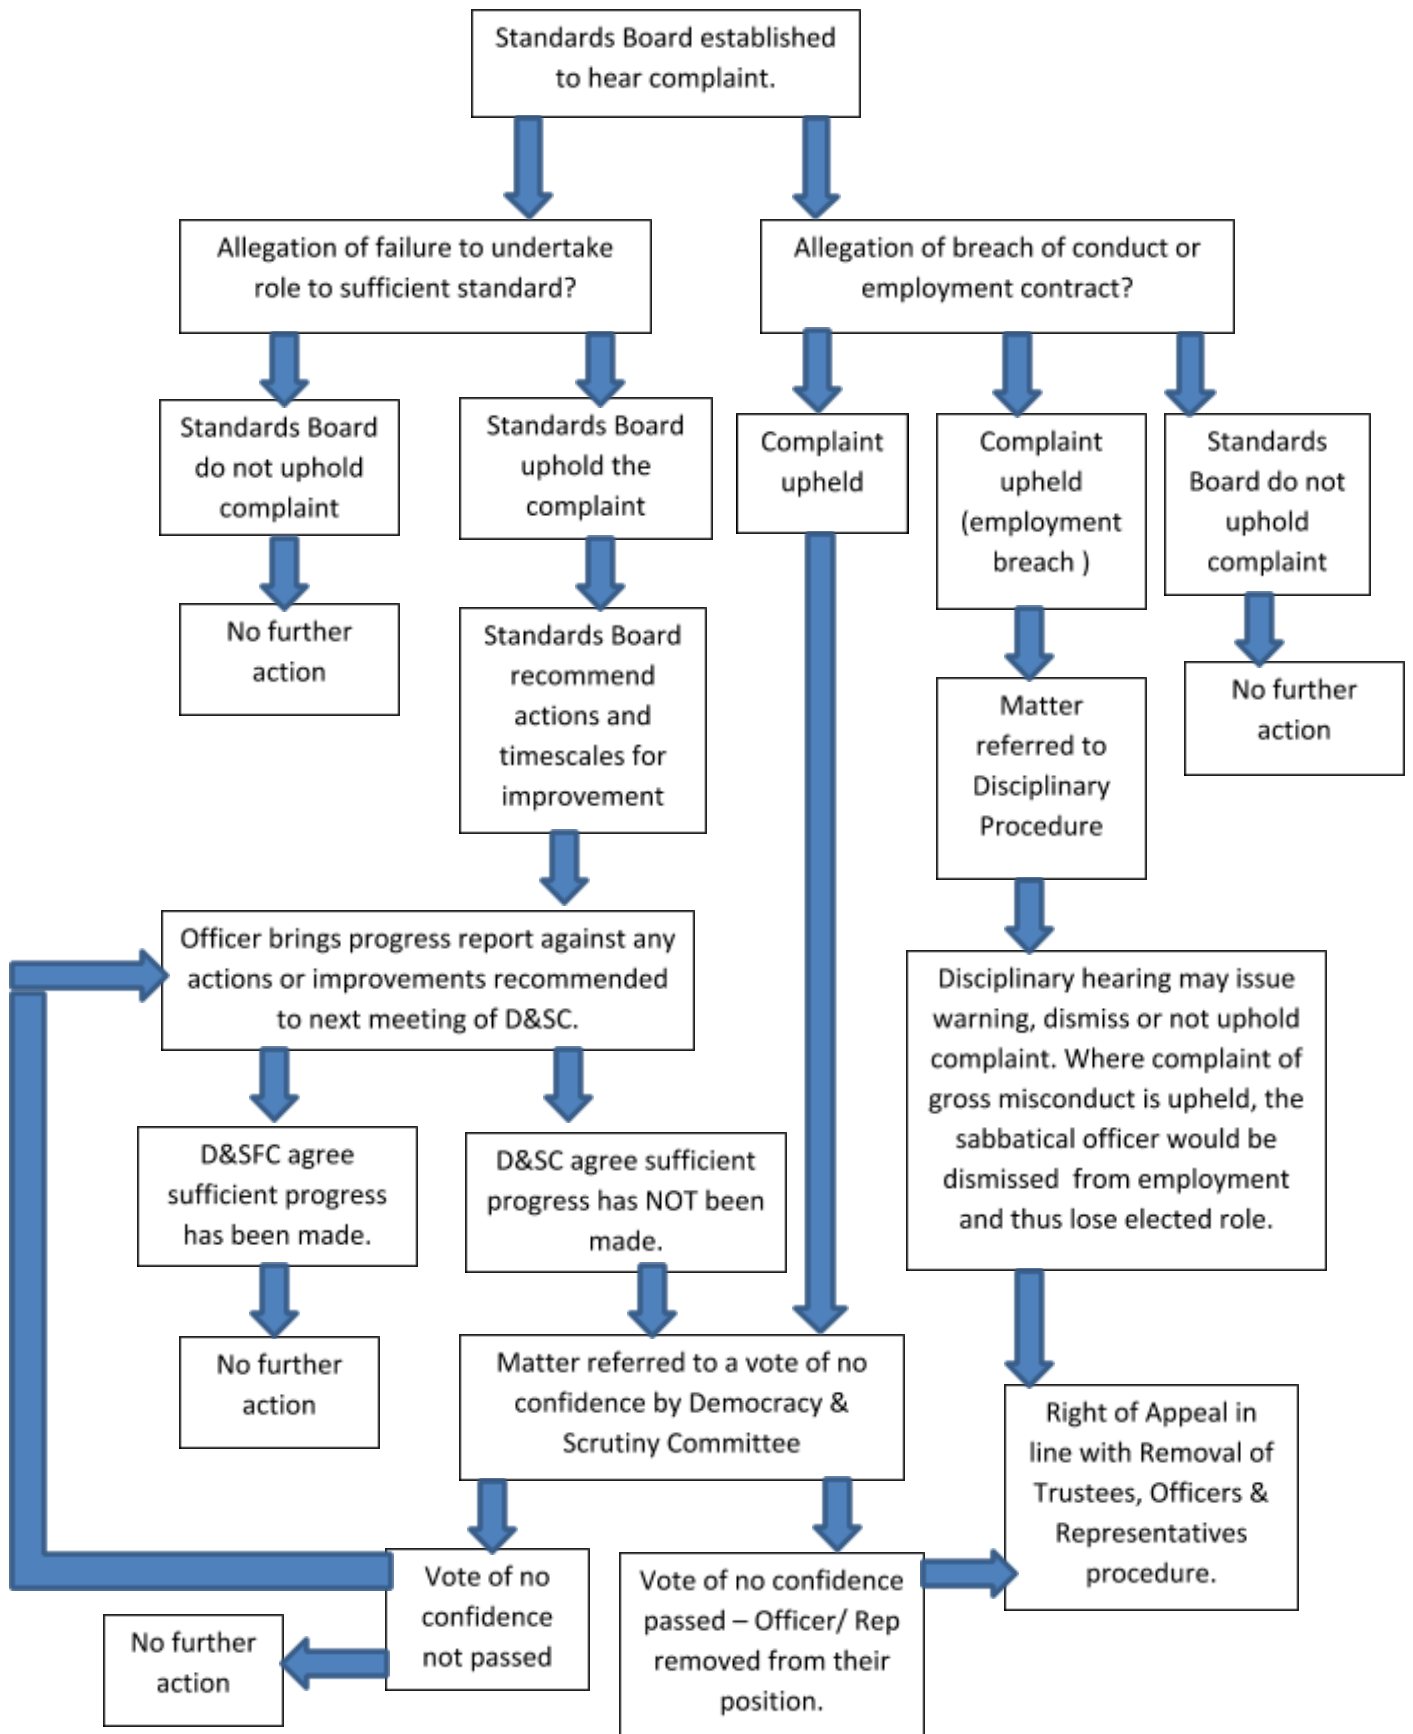 Standards Board established
to hear complaint.
Allegation of failure to undertake
role to sufficient standard?
Allegation of breach of conduct or
employment contract?
Standards Board
do not uphold
complaint
Standards Board
uphold the
complaint
Complaint
upheld
Complaint
upheld
(employment
breach )
Standards
Board do not
uphold
complaint
No further
action
Standards Board
recommend
actions and
timescales for
improvement
Matter
referred to
Disciplinary
Procedure
No further
action
Officer brings progress report against any
actions or improvements recommended
to next meeting of D&SC.
Disciplinary hearing may issue
warning, dismiss or not uphold
complaint. Where complaint of
gross misconduct is upheld, the
sabbatical officer would be
dismissed  from employment
and thus lose elected role.
D&SFC agree
sufficient progress
has been made.
D&SC agree sufficient
progress has NOT been
made.
No further
action
Matter referred to a vote of no
confidence by Democracy &
Scrutiny Committee
Right of Appeal in
line with Removal of
Trustees, Officers &
Representatives
procedure.
Vote of no
confidence
not passed
Vote of no confidence
passed – Officer/ Rep
removed from their
position.
No further
action